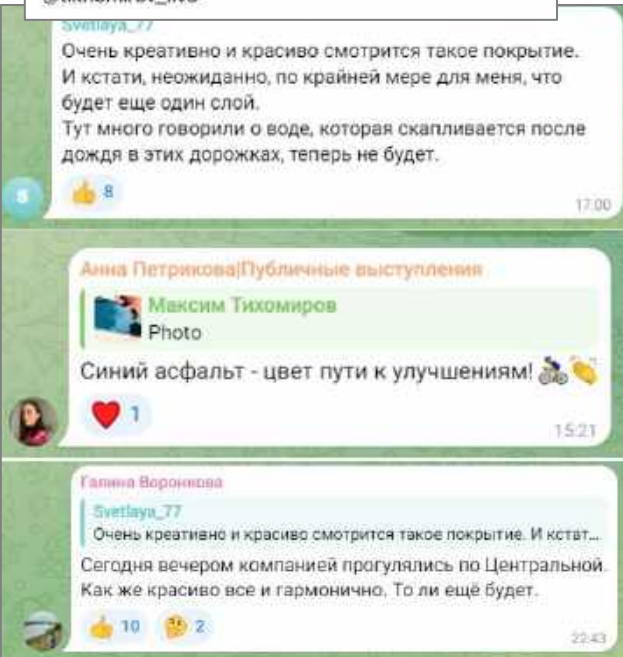 Svetlaya_77
Очень креативно и красиво смотрится такое покрытие.
И кстати, неожиданно, по крайней мере для меня, что
будет еще один слой.
Тут много говорили о воде, которая скапливается после
дождя в этих дорожках, теперь не будет.
8
17:00
S
Анна Петрикова|Публичные выступления
Максим Тихомиров
Photo
Синий асфальт - цвет пути к улучшениям!
1
15:21
Галина Воронкова
Svetlaya_77
Очень креативно и красиво смотрится такое покрытие. И кстат...
Сегодня вечером компанией прогулялись по Центральной.
Как же красиво все и гармонично. То ли ещё будет.
10 2
22:43